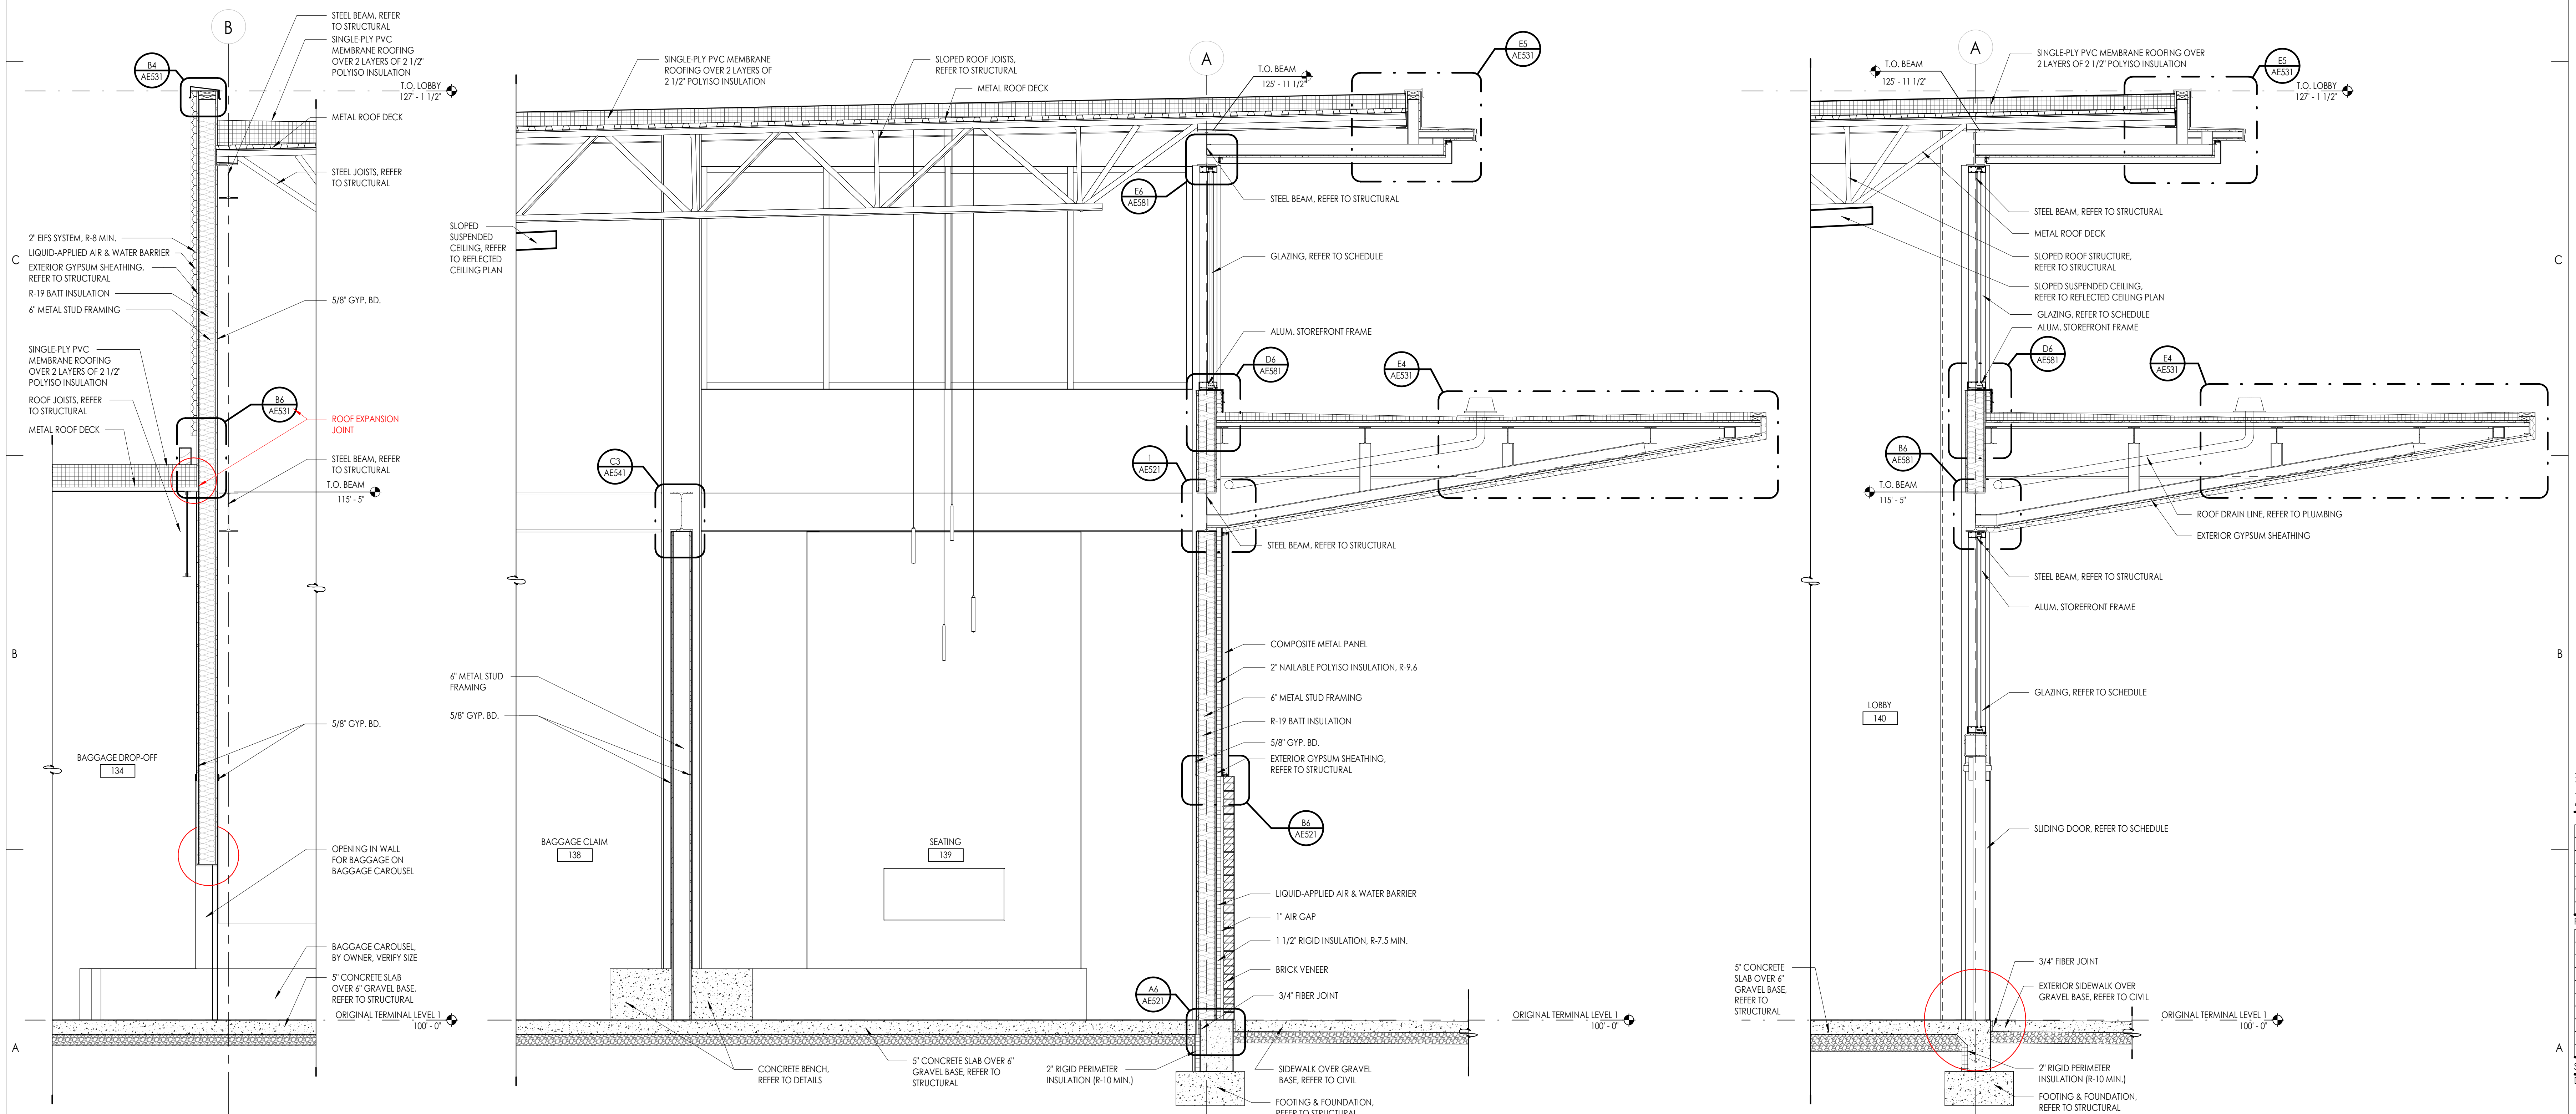 B
STEEL BEAM, REFER
TO STRUCTURAL
SINGLE-PLY PVC
MEMBRANE ROOFING
OVER 2 LAYERS OF 2 1/2"
POLYISO INSULATION
B4
AE531
T.O. LOBBY
127' - 1 1/2"
METAL ROOF DECK
STEEL JOISTS, REFER
TO STRUCTURAL
2" EIFS SYSTEM, R-8 MIN.
LIQUID-APPLIED AIR & WATER BARRIER
EXTERIOR GYPSUM SHEATHING,
REFER TO STRUCTURAL
R-19 BATT INSULATION
6" METAL STUD FRAMING
5/8" GYP. BD.
SINGLE-PLY PVC
MEMBRANE ROOFING
OVER 2 LAYERS OF 2 1/2"
POLYISO INSULATION
ROOF JOISTS, REFER
TO STRUCTURAL
METAL ROOF DECK
B6
AE531
ROOF EXPANSION
JOINT
STEEL BEAM, REFER
TO STRUCTURAL
T.O. BEAM
115' - 5"
5/8" GYP. BD.
BAGGAGE DROP-OFF
134
OPENING IN WALL
FOR BAGGAGE ON
BAGGAGE CAROUSEL
BAGGAGE CAROUSEL,
BY OWNER, VERIFY SIZE
5" CONCRETE SLAB
OVER 6" GRAVEL BASE,
REFER TO STRUCTURAL
ORIGINAL TERMINAL LEVEL 1
100' - 0"
C
B
A
SINGLE-PLY PVC MEMBRANE
ROOFING OVER 2 LAYERS OF
2 1/2" POLYISO INSULATION
SLOPED ROOF JOISTS,
REFER TO STRUCTURAL
METAL ROOF DECK
A
T.O. BEAM
125' - 11 1/2"
E5
AE531
E6
AE581
STEEL BEAM, REFER TO STRUCTURAL
SLOPED
SUSPENDED
CEILING, REFER
TO REFLECTED
CEILING PLAN
GLAZING, REFER TO SCHEDULE
ALUM. STOREFRONT FRAME
D6
AE581
E4
AE531
C3
AE541
1
AE521
STEEL BEAM, REFER TO STRUCTURAL
COMPOSITE METAL PANEL
2" NAILABLE POLYISO INSULATION, R-9.6
6" METAL STUD FRAMING
R-19 BATT INSULATION
5/8" GYP. BD.
EXTERIOR GYPSUM SHEATHING,
REFER TO STRUCTURAL
6" METAL STUD
FRAMING
5/8" GYP. BD.
B6
AE521
BAGGAGE CLAIM
138
SEATING
139
LIQUID-APPLIED AIR & WATER BARRIER
1" AIR GAP
1 1/2" RIGID INSULATION, R-7.5 MIN.
BRICK VENEER
3/4" FIBER JOINT
A6
AE521
ORIGINAL TERMINAL LEVEL 1
100' - 0"
CONCRETE BENCH,
REFER TO DETAILS
5" CONCRETE SLAB OVER 6"
GRAVEL BASE, REFER TO
STRUCTURAL
2" RIGID PERIMETER
INSULATION (R-10 MIN.)
SIDEWALK OVER GRAVEL
BASE, REFER TO CIVIL
FOOTING & FOUNDATION,
REFER TO STRUCTURAL
A
T.O. BEAM
125' - 11 1/2"
SINGLE-PLY PVC MEMBRANE ROOFING OVER
2 LAYERS OF 2 1/2" POLYISO INSULATION
E5
AE531
T.O. LOBBY
127' - 1 1/2"
STEEL BEAM, REFER TO STRUCTURAL
METAL ROOF DECK
SLOPED ROOF STRUCTURE,
REFER TO STRUCTURAL
SLOPED SUSPENDED CEILING,
REFER TO REFLECTED CEILING PLAN
GLAZING, REFER TO SCHEDULE
ALUM. STOREFRONT FRAME
D6
AE581
E4
AE531
B6
AE581
T.O. BEAM
115' - 5"
ROOF DRAIN LINE, REFER TO PLUMBING
EXTERIOR GYPSUM SHEATHING
STEEL BEAM, REFER TO STRUCTURAL
ALUM. STOREFRONT FRAME
GLAZING, REFER TO SCHEDULE
LOBBY
140
SLIDING DOOR, REFER TO SCHEDULE
5" CONCRETE
SLAB OVER 6"
GRAVEL BASE,
REFER TO
STRUCTURAL
3/4" FIBER JOINT
EXTERIOR SIDEWALK OVER
GRAVEL BASE, REFER TO CIVIL
ORIGINAL TERMINAL LEVEL 1
100' - 0"
2" RIGID PERIMETER
INSULATION (R-10 MIN.)
FOOTING & FOUNDATION,
REFER TO STRUCTURAL
C
B
A